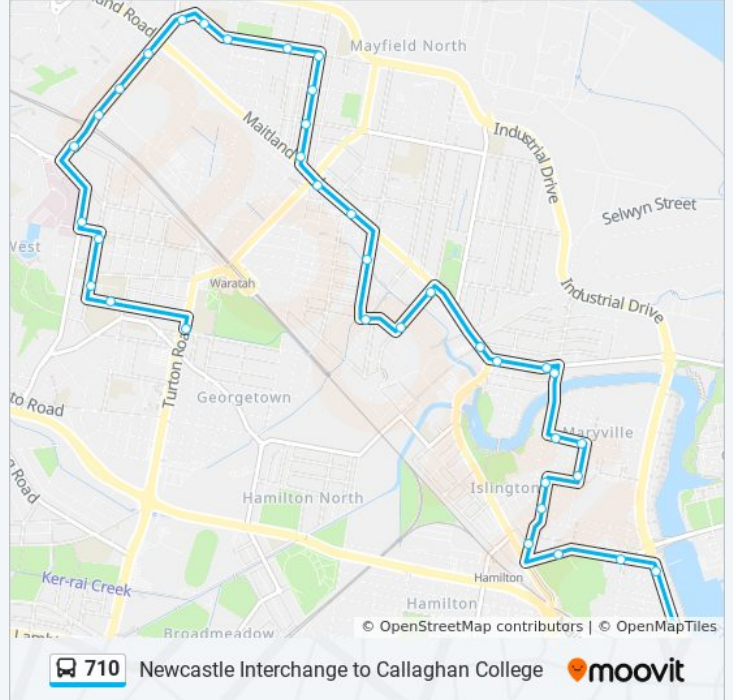 und Road
Mayfield North
Maitland
Industrial Drive
Selwyn Street
West
Waratah
Industrial Drive
Turton Road
Georgetown
to Road
Maryville
Road
Hamilton North
Islington
Ker-rai Creek
Hamilton
Hamilton
Broadmeadow
© OpenStreetMap contributors | © OpenMapTiles
710 Newcastle Interchange to Callaghan College moovit